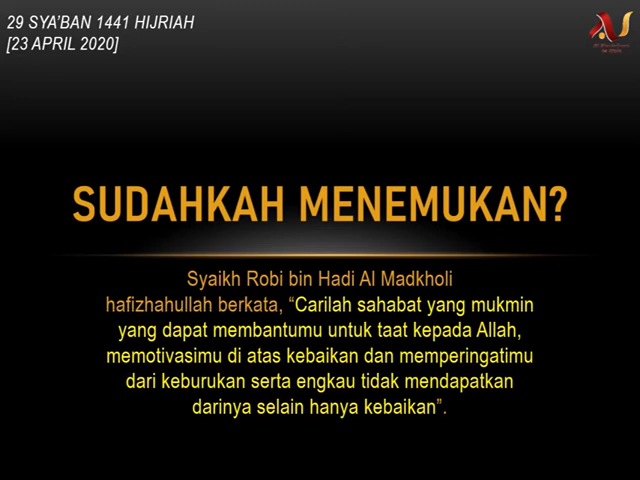 29 SYA'BAN 1441 HIJRIAH
[23 APRIL 2020]
SUDAHKAH MENEMUKAN?
Syaikh Robi bin Hadi Al Madkholi
hafizhahullah berkata, “Carilah sahabat yang mukmin
yang dapat membantumu untuk taat kepada Allah,
memotivasimu di atas kebaikan dan memperingatimu
dari keburukan serta engkau tidak mendapatkan
darinya selain hanya kebaikan”.